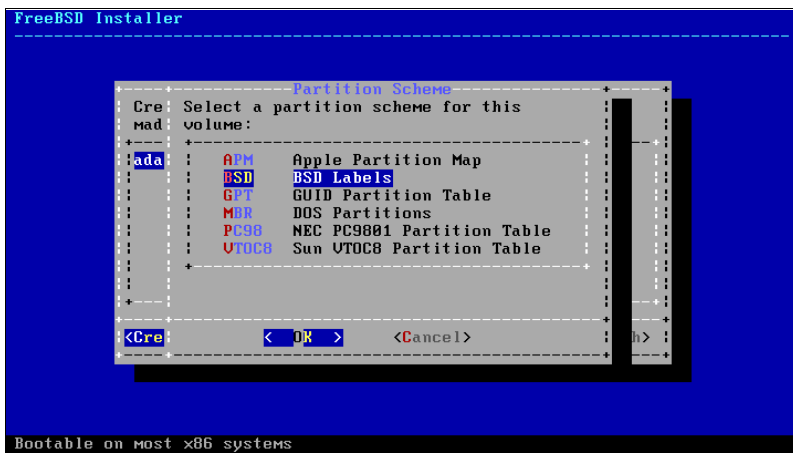 FreeBSD Installer
Partition Scheme
Cre Select a partition scheme for this
mad volume:
ada APM Apple Partition Map
BSD BSD Labels
GPT GUID Partition Table
MBR DOS Partitions
PC98 NEC PC9801 Partition Table
VTOC8 Sun VTOC8 Partition Table
<Cre < OK > <Cancel> h>
Bootable on most x86 systems